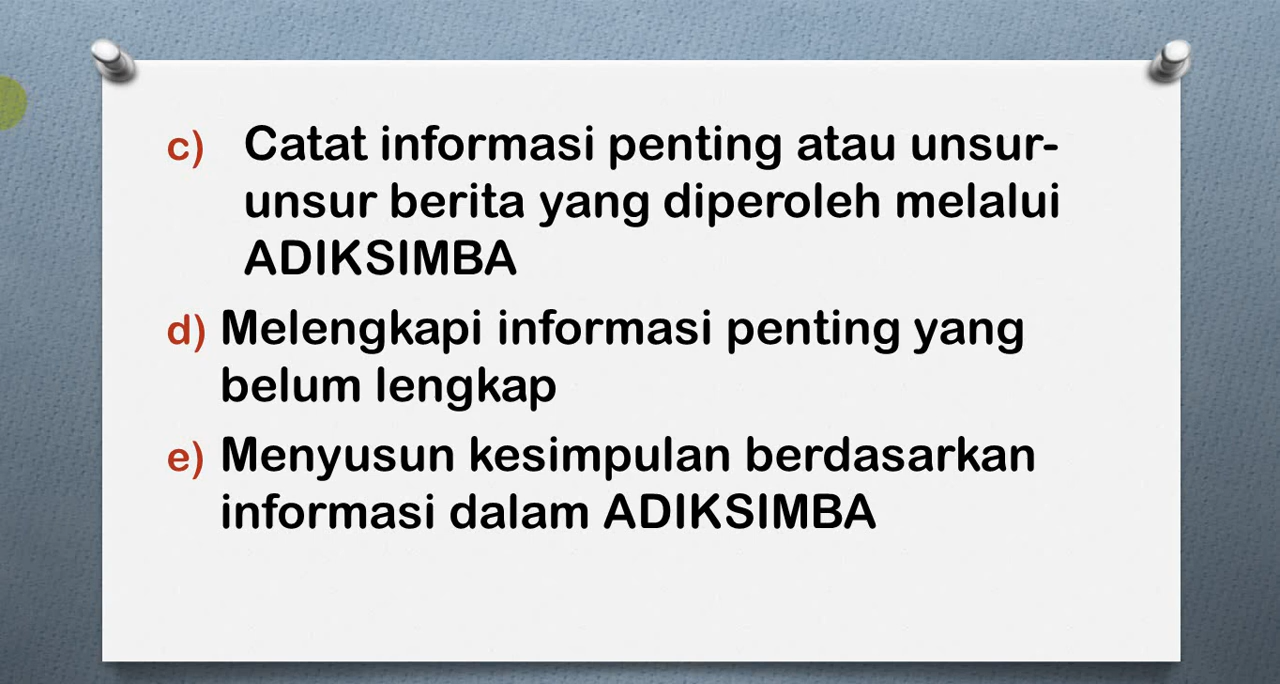 c) Catat informasi penting atau unsur-
unsur berita yang diperoleh melalui
ADIKSIMBA
d) Melengkapi informasi penting yang
belum lengkap
e) Menyusun kesimpulan berdasarkan
informasi dalam ADIKSIMBA